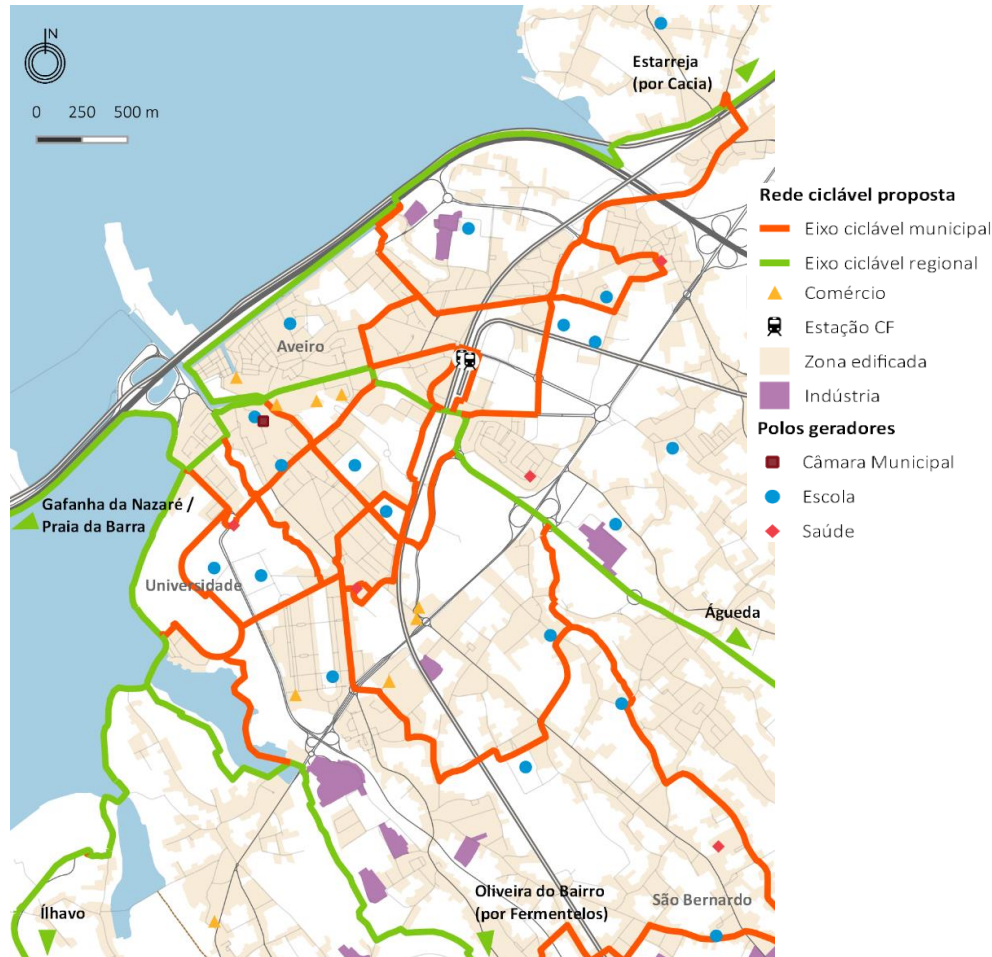 N
0 250 500 m
Estarreja
(por Cacia)
Aveiro
Gafanha da Nazaré /
Praia da Barra
Universidade
Águeda
São Bernardo
Oliveira do Bairro
(por Fermentelos)
Ílhavo
Rede ciclável proposta
Eixo ciclável municipal
Eixo ciclável regional
Comércio
Estação CF
Zona edificada
Indústria
Polos geradores
Câmara Municipal
Escola
Saúde